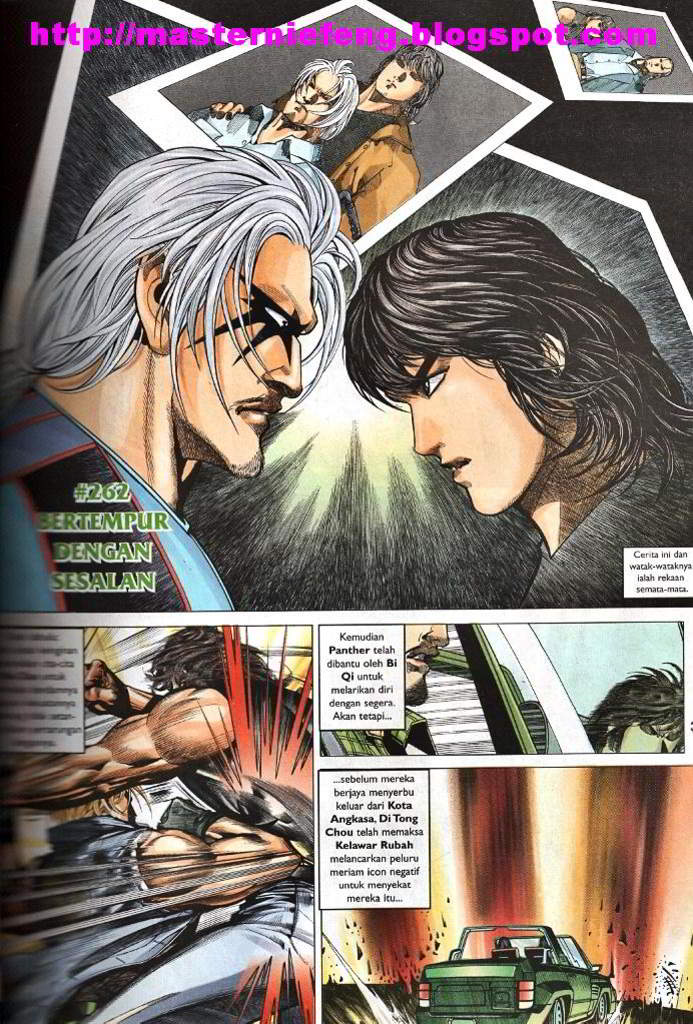 http://masterniefeng.blogspot.com
#262
BERTEMPUR
DENGAN
SESALAN
Cerita ini dan
watak-wataknya
ialah rekaan
semata-mata.
Kemudian
Panther telah
dibantu oleh Bi
Qi untuk
melarikan diri
dengan segera.
Akan tetapi...
...sebelum mereka
berjaya menyerbu
keluar dari Kota
Angkasa, Di Tong
Chou telah memaksa
Kelawar Rubah
melancarkan peluru
meriam icon negatif
untuk menyekat
mereka itu...